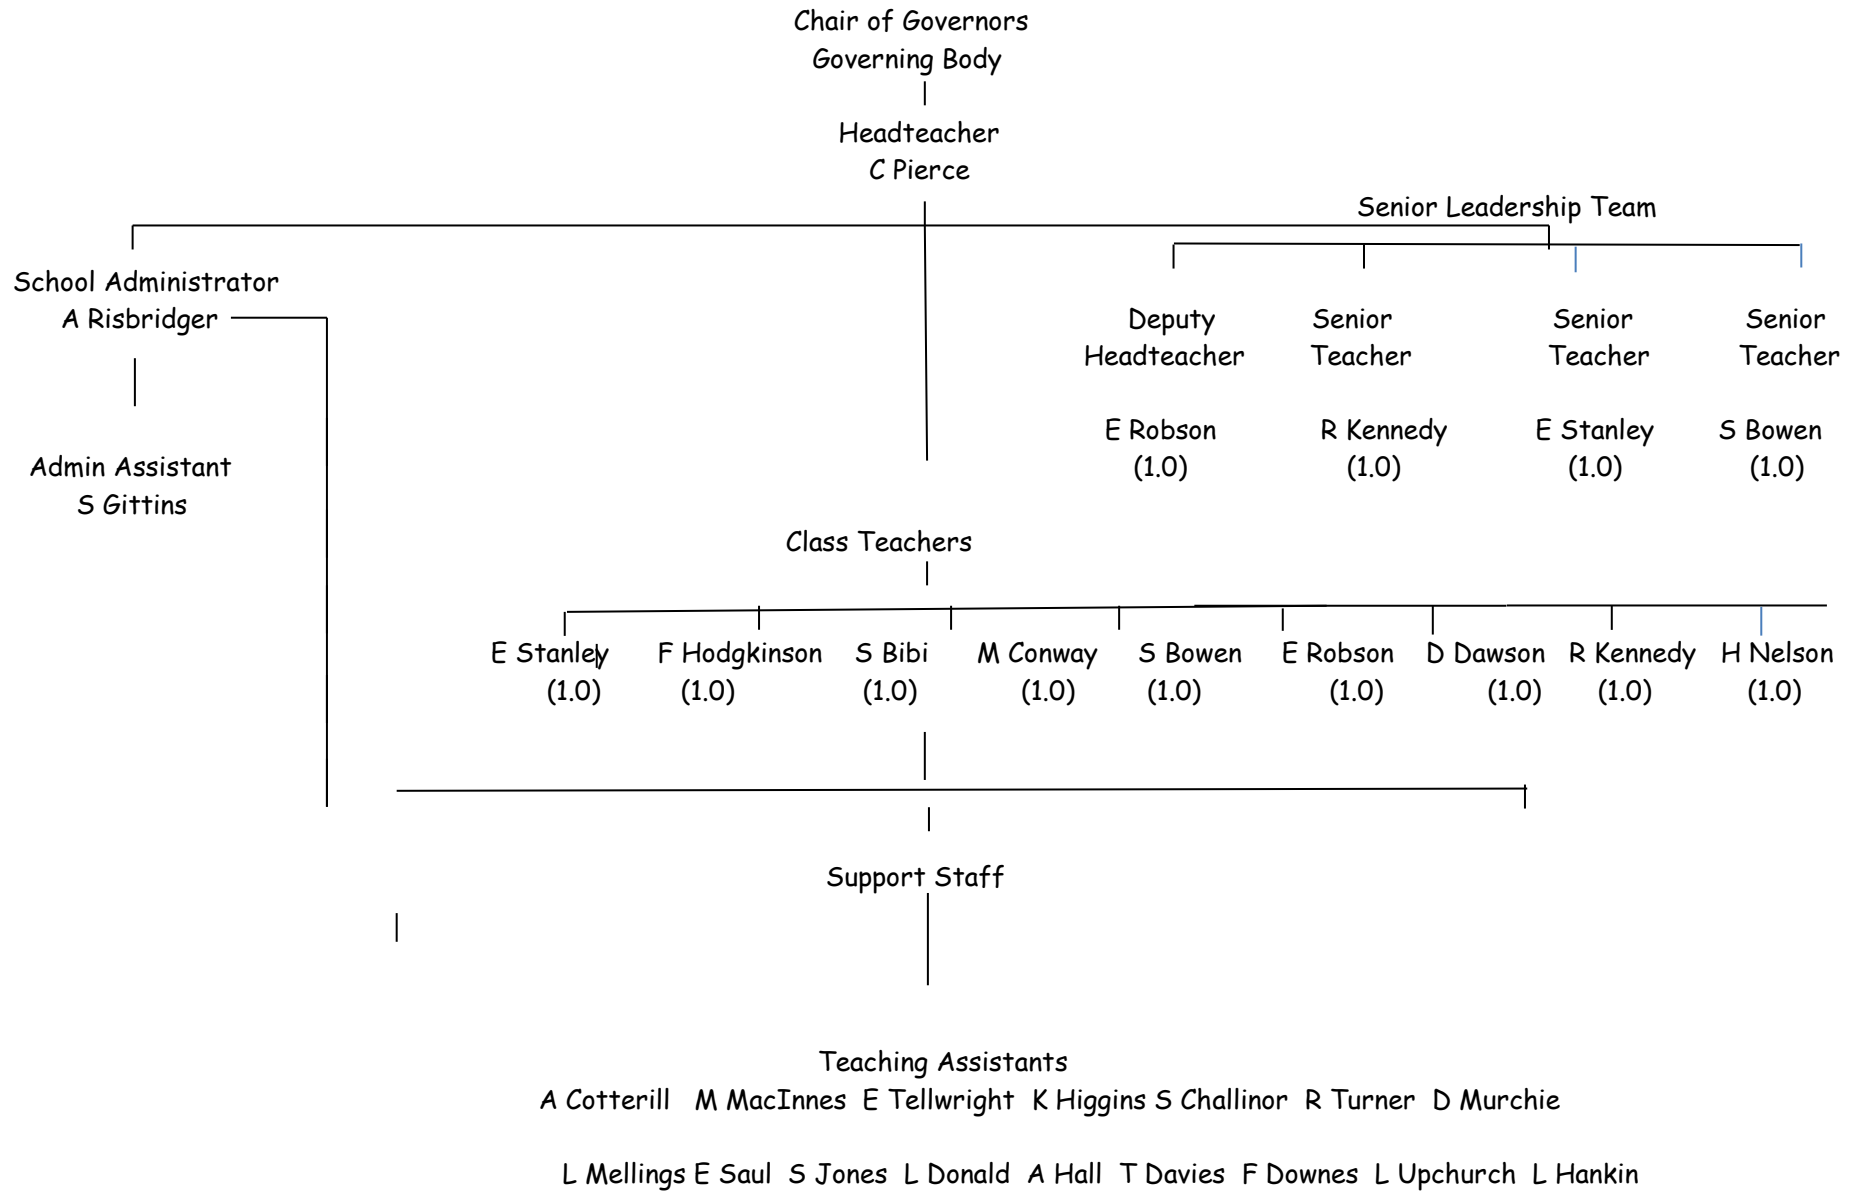 Chair of Governors
Governing Body
Headteacher
C Pierce
Senior Leadership Team
School Administrator
A Risbridger
Deputy Senior Senior Senior
Headteacher Teacher Teacher Teacher
E Robson R Kennedy E Stanley S Bowen
(1.0) (1.0) (1.0) (1.0)
Admin Assistant
S Gittins
Class Teachers
E Stanley F Hodgkinson S Bibi M Conway S Bowen E Robson D Dawson R Kennedy H Nelson
(1.0) (1.0) (1.0) (1.0) (1.0) (1.0) (1.0) (1.0) (1.0)
Support Staff
Teaching Assistants
A Cotterill M MacInnes E Tellwright K Higgins S Challinor R Turner D Murchie
L Mellings E Saul S Jones L Donald A Hall T Davies F Downes L Upchurch L Hankin